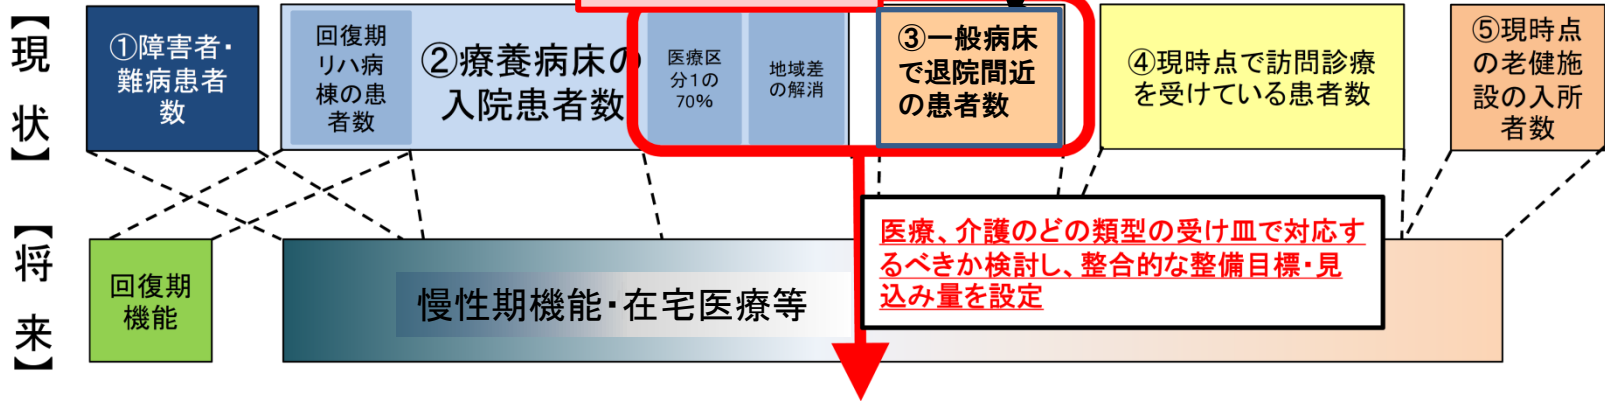 【現状】
①障害者・
難病患者
数
回復期
リハ病
棟の患
者数
②療養病床の
入院患者数
医療区
分1の
70%
地域差
の解消
③一般病床
で退院間近
の患者数
④現時点で訪問診療
を受けている患者数
⑤現時点
の老健施
設の入所
者数
【将来】
回復期
機能
慢性期機能・在宅医療等
医療、介護のどの類型の受け皿で対応す
るべきか検討し、整合的な整備目標・見
込み量を設定